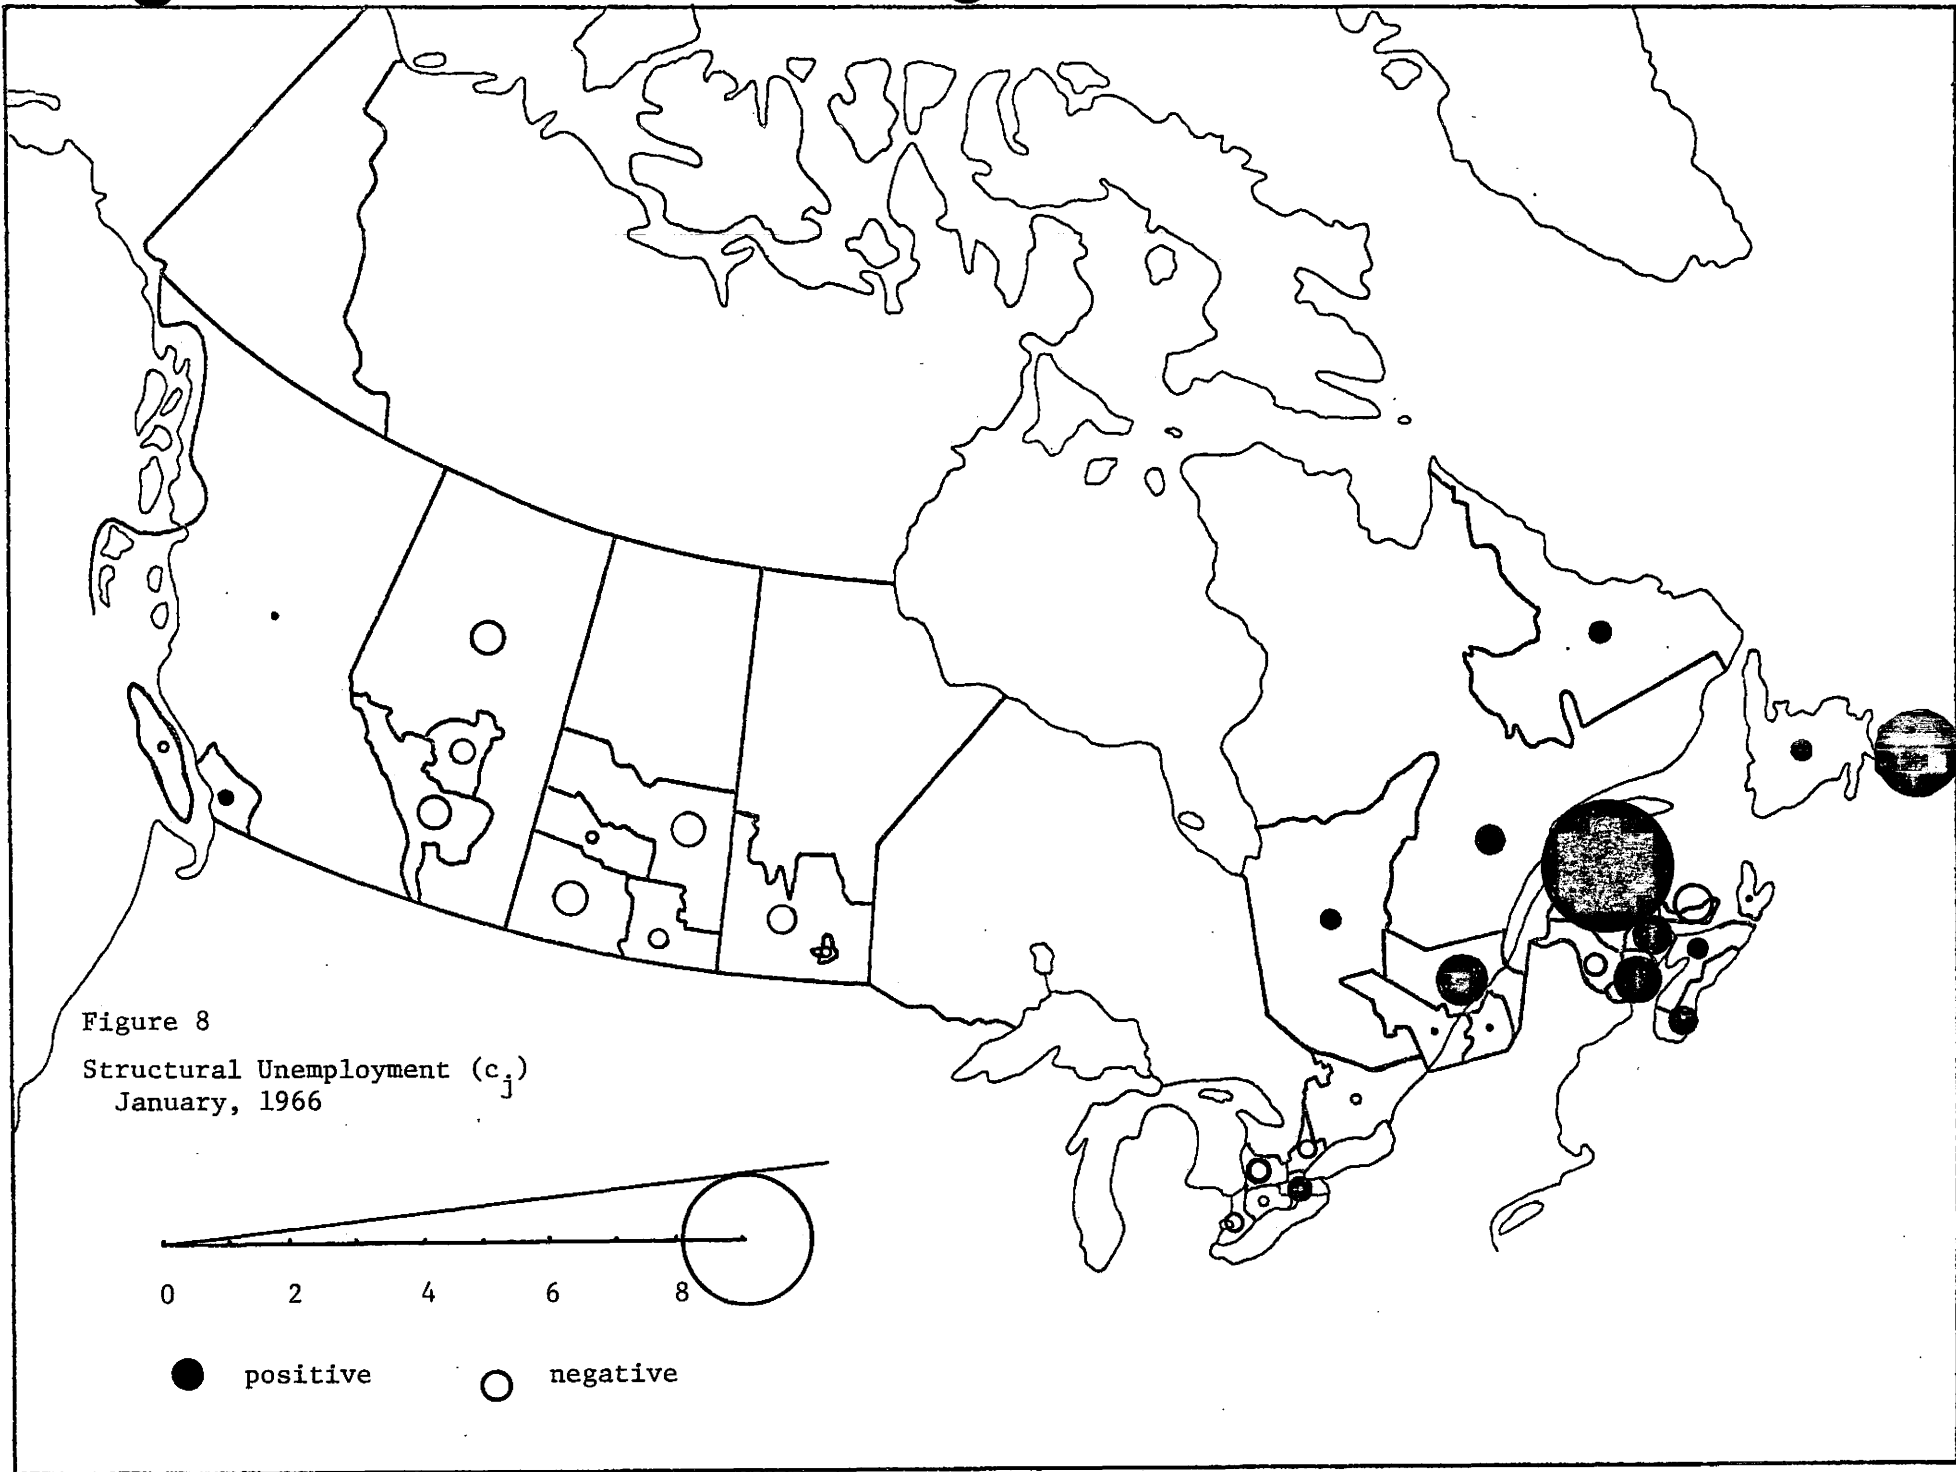 Figure 8
Structural Unemployment (cj)
January, 1966
0 2 4 6 8
positive negative